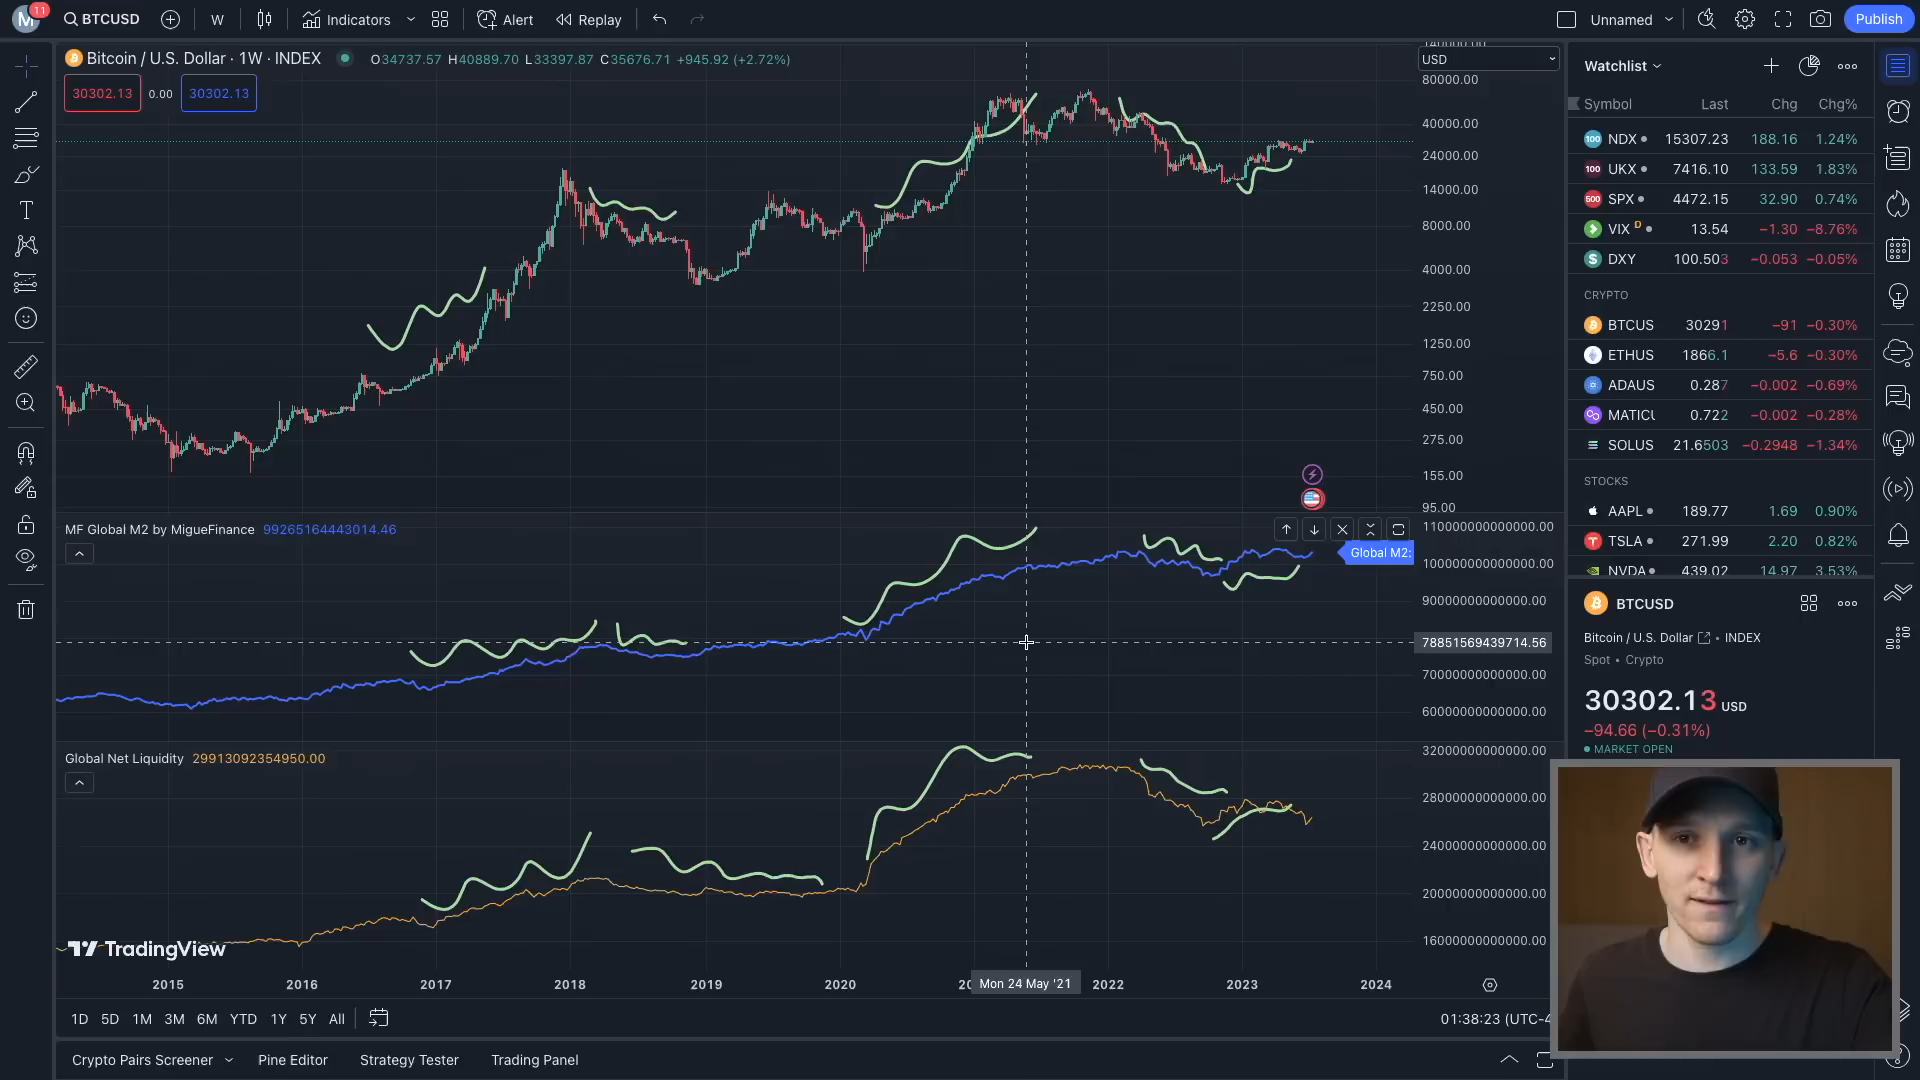 M 11 BTCUSD W Indicators Alert Replay Unnamed Publish
Bitcoin / U.S. Dollar · 1W · INDEX O34737.57 H40889.70 L33397.87 C35676.71 +945.92 (+2.72%)
30302.13 0.00 30302.13
USD
140000.00
80000.00
40000.00
24000.00
14000.00
8000.00
4000.00
2250.00
1250.00
750.00
450.00
275.00
155.00
95.00
MF Global M2 by MigueFinance 99265164443014.46
Global M2:
110000000000000.00
100000000000000.00
90000000000000.00
78851569439714.56
70000000000000.00
60000000000000.00
Global Net Liquidity 29913092354950.00
32000000000000.00
28000000000000.00
24000000000000.00
20000000000000.00
16000000000000.00
TradingView
2015 2016 2017 2018 2019 2020 Mon 24 May '21 2022 2023 2024
1D 5D 1M 3M 6M YTD 1Y 5Y All 01:38:23 (UTC-4
Crypto Pairs Screener Pine Editor Strategy Tester Trading Panel
Watchlist
Symbol Last Chg Chg%
100 NDX 15307.23 188.16 1.24%
100 UKX 7416.10 133.59 1.83%
500 SPX 4472.15 32.90 0.74%
VIX D 13.54 −1.30 −8.76%
S DXY 100.503 −0.053 −0.05%
CRYPTO
BTCUS 30291 −91 −0.30%
ETHUS 1866.1 −5.6 −0.30%
ADAUS 0.287 −0.002 −0.69%
MATICU 0.722 −0.002 −0.28%
SOLUS 21.6503 −0.2948 −1.34%
STOCKS
AAPL 189.77 1.69 0.90%
TSLA 271.99 2.20 0.82%
NVDA 439.02 14.97 3.53%
BTCUSD
Bitcoin / U.S. Dollar · INDEX
Spot · Crypto
30302.13 USD
−94.66 (−0.31%)
MARKET OPEN